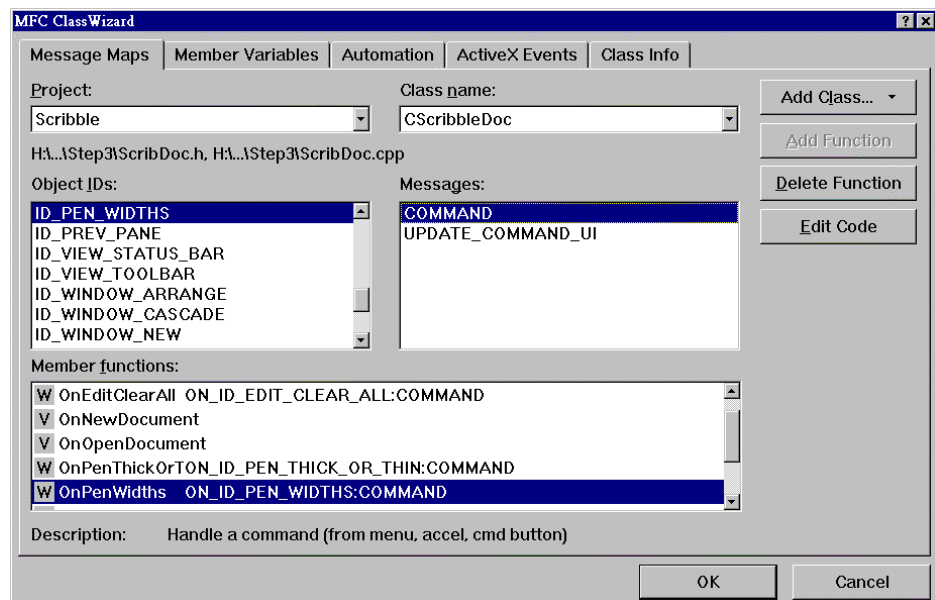 MFC ClassWizard
Message Maps Member Variables Automation ActiveX Events Class Info
Project:
Scribble
Class name:
CScribbleDoc
Add Class...
Add Function
Delete Function
Edit Code
H:\...\Step3\ScribDoc.h, H:\...\Step3\ScribDoc.cpp
Object IDs:
ID_PEN_WIDTHS
ID_PREV_PANE
ID_VIEW_STATUS_BAR
ID_VIEW_TOOLBAR
ID_WINDOW_ARRANGE
ID_WINDOW_CASCADE
ID_WINDOW_NEW
Messages:
COMMAND
UPDATE_COMMAND_UI
Member functions:
W OnEditClearAll ON_ID_EDIT_CLEAR_ALL:COMMAND
V OnNewDocument
V OnOpenDocument
W OnPenThickOrTON_ID_PEN_THICK_OR_THIN:COMMAND
W OnPenWidths ON_ID_PEN_WIDTHS:COMMAND
Description: Handle a command (from menu, accel, cmd button)
OK Cancel